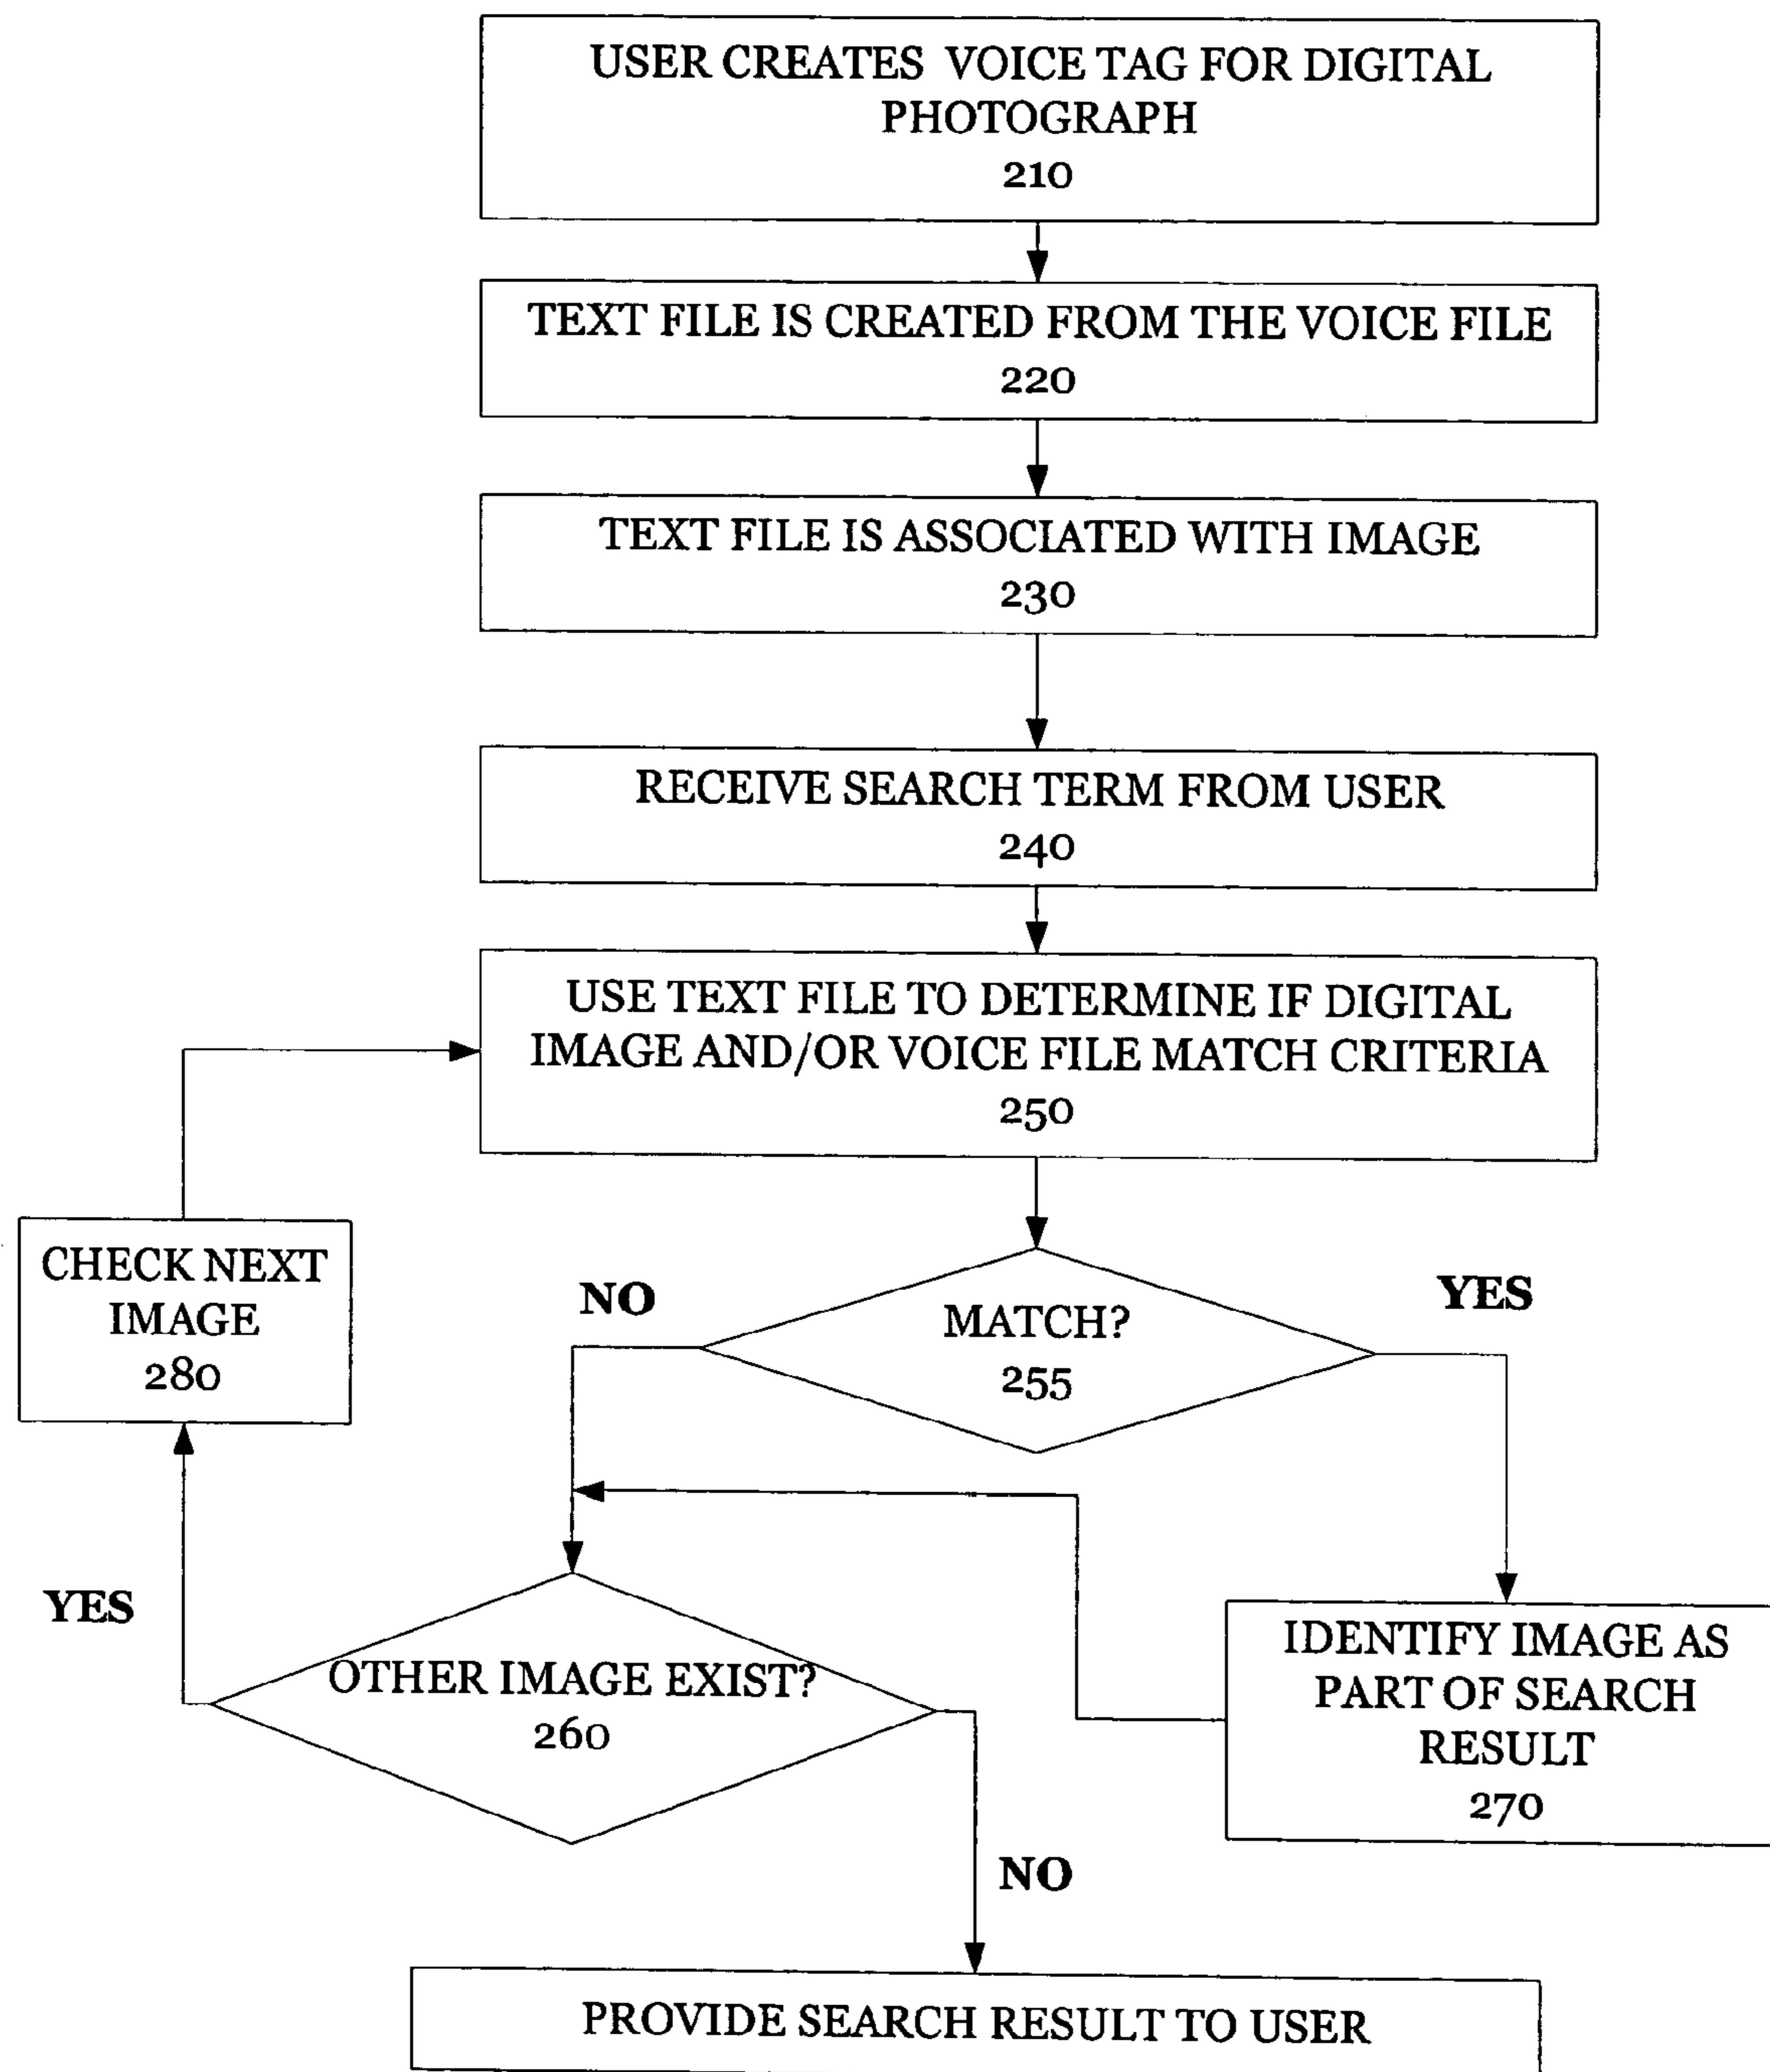 USER CREATES VOICE TAG FOR DIGITAL
PHOTOGRAPH
210
TEXT FILE IS CREATED FROM THE VOICE FILE
220
TEXT FILE IS ASSOCIATED WITH IMAGE
230
RECEIVE SEARCH TERM FROM USER
240
USE TEXT FILE TO DETERMINE IF DIGITAL
IMAGE AND/OR VOICE FILE MATCH CRITERIA
250
CHECK NEXT
IMAGE
280
NO
YES
MATCH?
255
YES
OTHER IMAGE EXIST?
260
IDENTIFY IMAGE AS
PART OF SEARCH
RESULT
270
NO
PROVIDE SEARCH RESULT TO USER